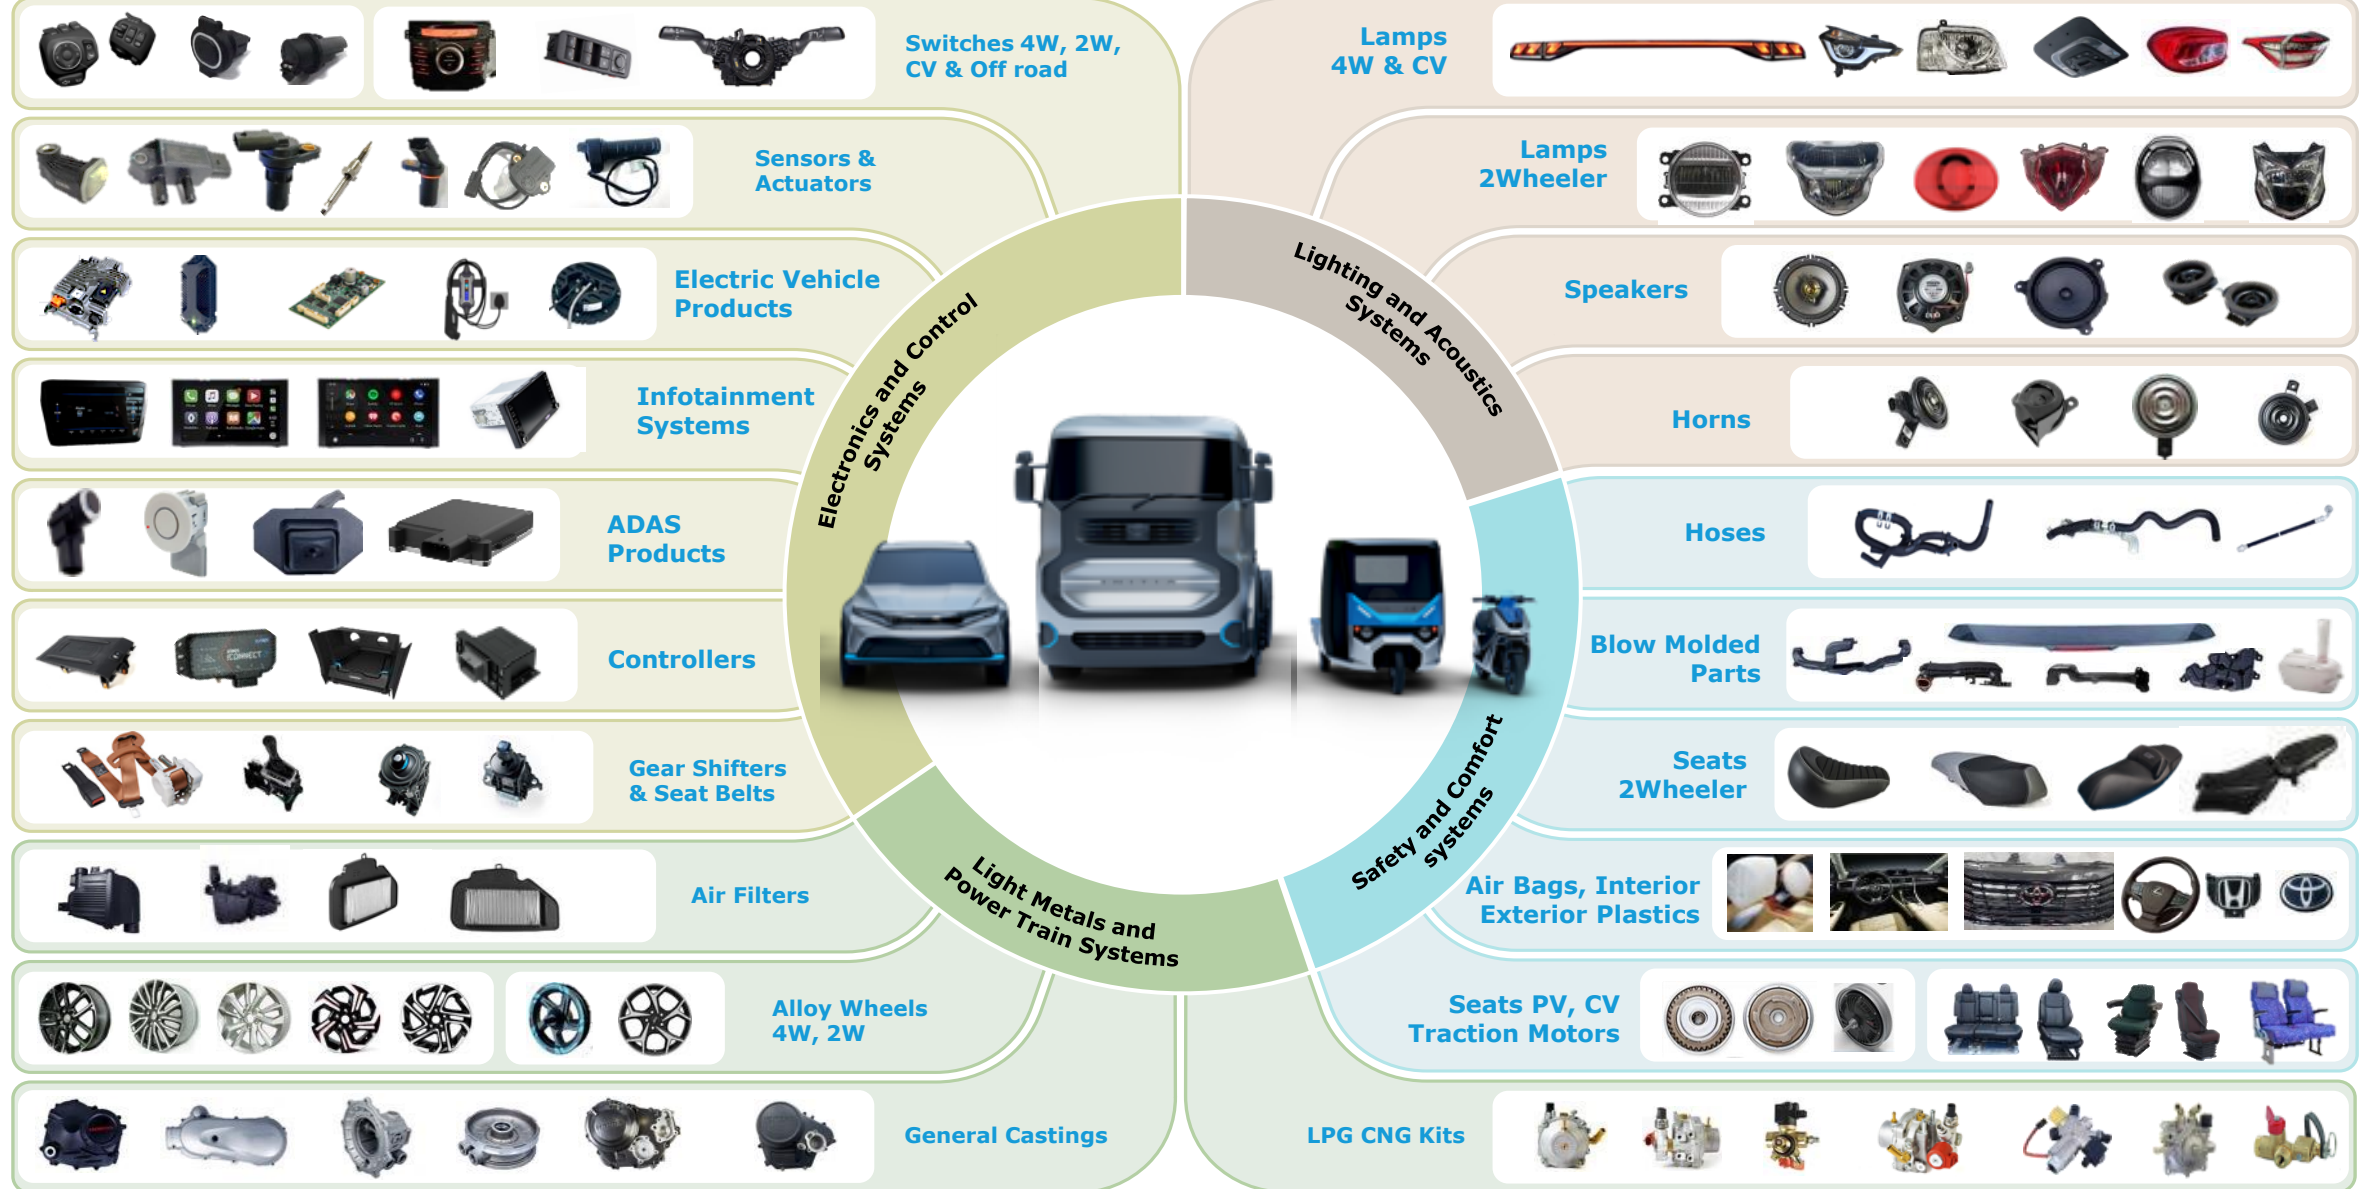 Switches 4W, 2W,
CV & Off road
Sensors &
Actuators
Electric Vehicle
Products
Infotainment
Systems
ADAS
Products
Controllers
Gear Shifters
& Seat Belts
Air Filters
Alloy Wheels
4W, 2W
General Castings
Electronics and Control
Systems
Lighting and Acoustics
Systems
Safety and Comfort
systems
Light Metals and
Power Train Systems
Lamps
4W & CV
Lamps
2Wheeler
Speakers
Horns
Hoses
Blow Molded
Parts
Seats
2Wheeler
Air Bags, Interior
Exterior Plastics
Seats PV, CV
Traction Motors
LPG CNG Kits